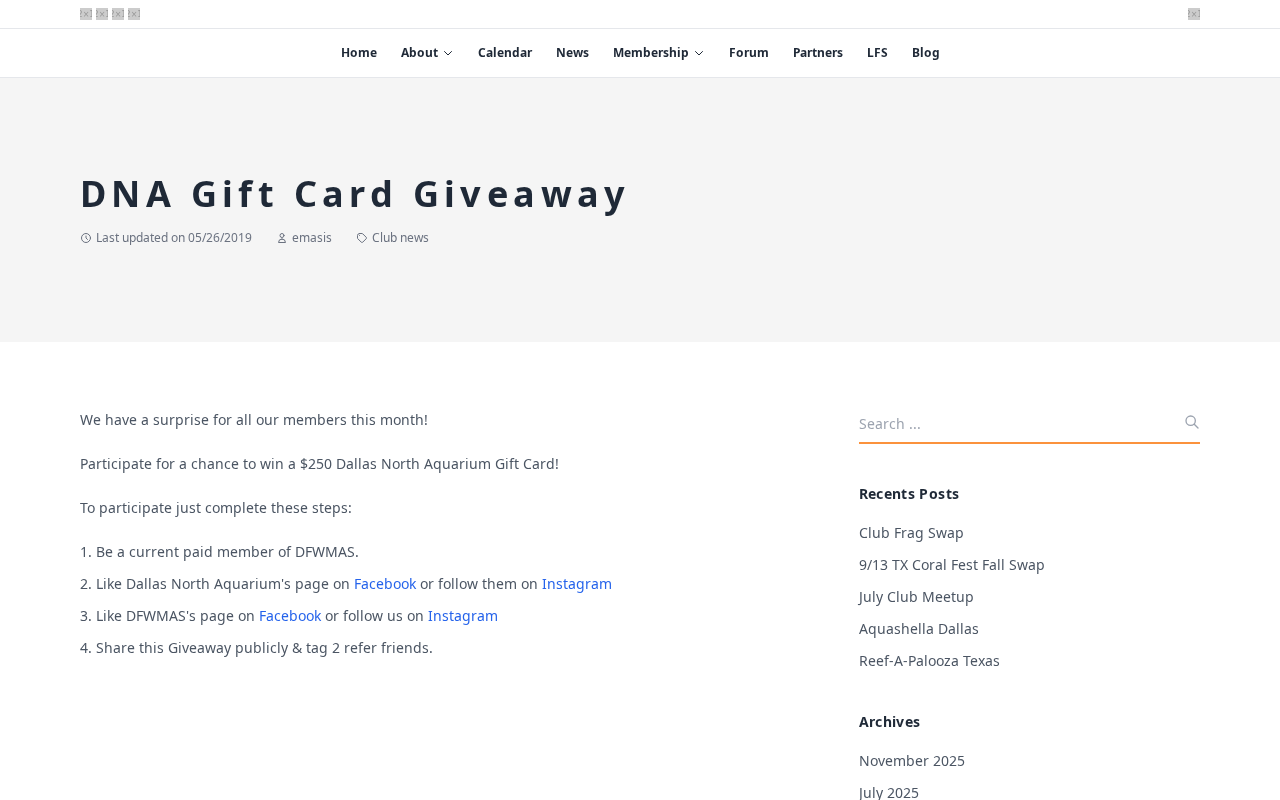 Home About Calendar News Membership Forum Partners LFS Blog
DNA Gift Card Giveaway
Last updated on 05/26/2019 emasis Club news
We have a surprise for all our members this month!
Participate for a chance to win a $250 Dallas North Aquarium Gift Card!
To participate just complete these steps:
1. Be a current paid member of DFWMAS.
2. Like Dallas North Aquarium's page on Facebook or follow them on Instagram
3. Like DFWMAS's page on Facebook or follow us on Instagram
4. Share this Giveaway publicly & tag 2 refer friends.
Search ...
Recents Posts
Club Frag Swap
9/13 TX Coral Fest Fall Swap
July Club Meetup
Aquashella Dallas
Reef-A-Palooza Texas
Archives
November 2025
July 2025